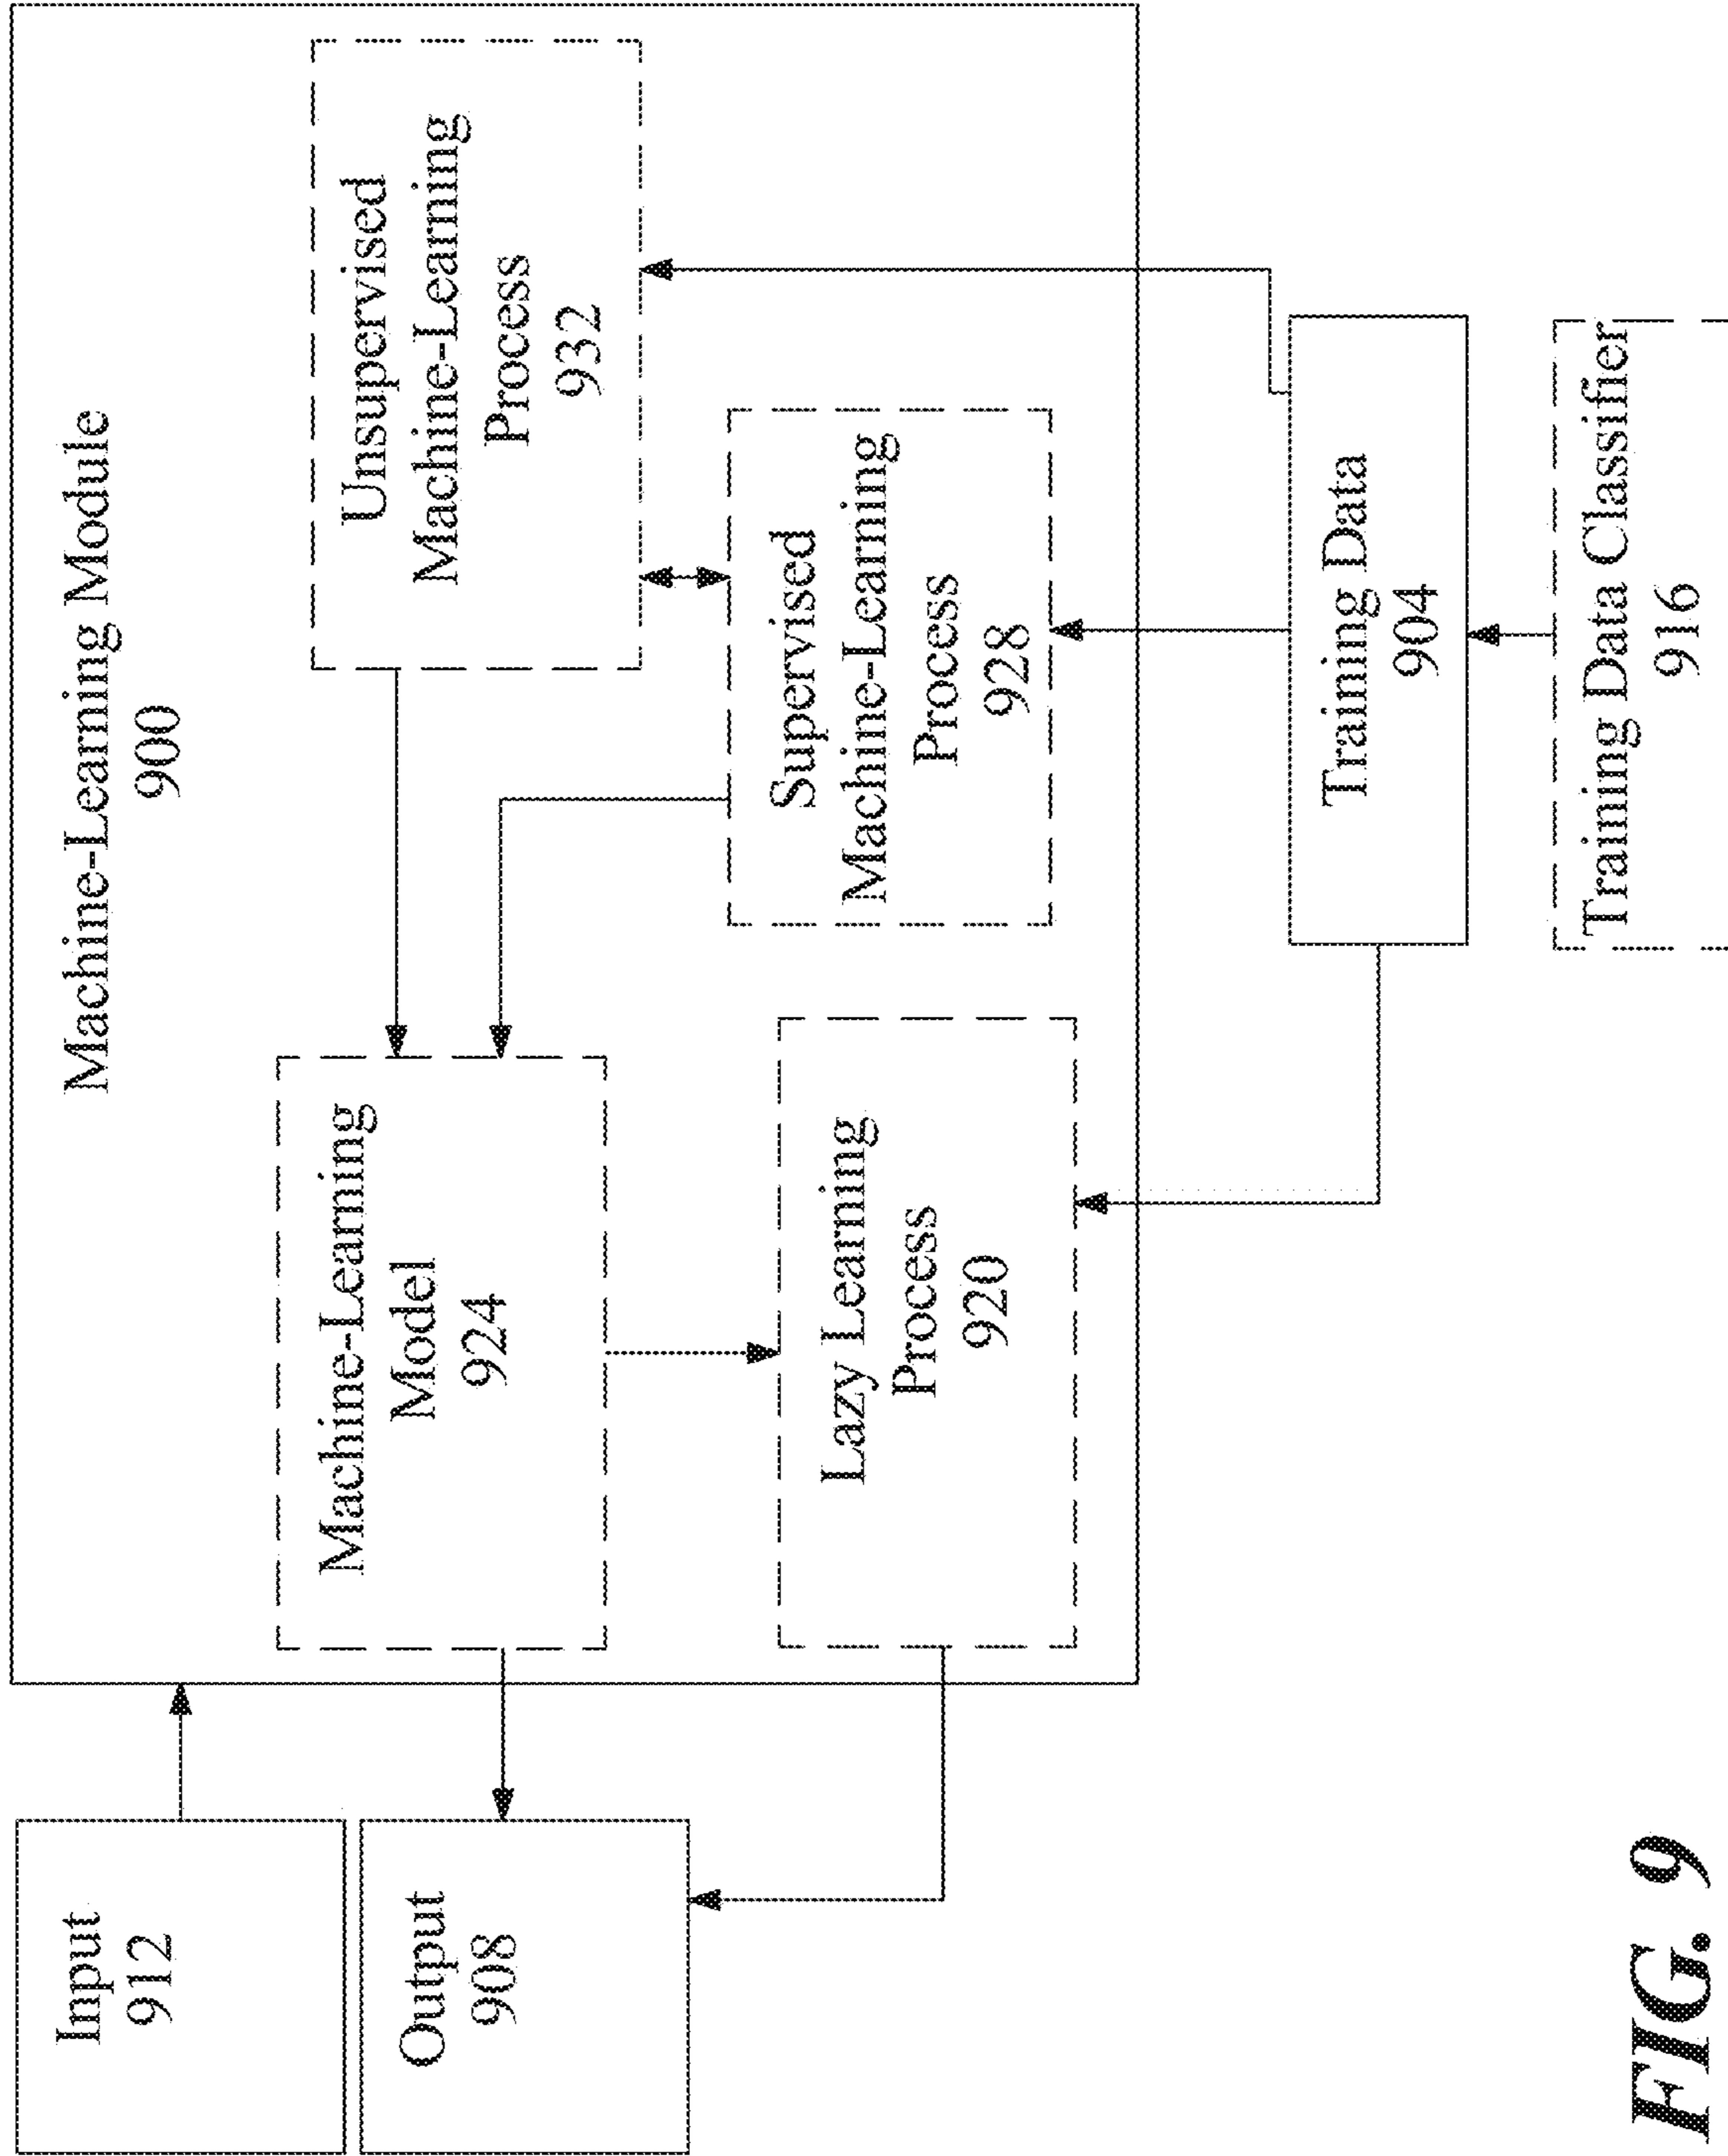 Machine-Learning Module
900
Input
912
Output
908
Machine-Learning
Model
924
Unsupervised
Machine-Learning
Process
932
Lazy Learning
Process
920
Supervised
Machine-Learning
Process
928
Training Data
904
Training Data Classifier
916
FIG. 9